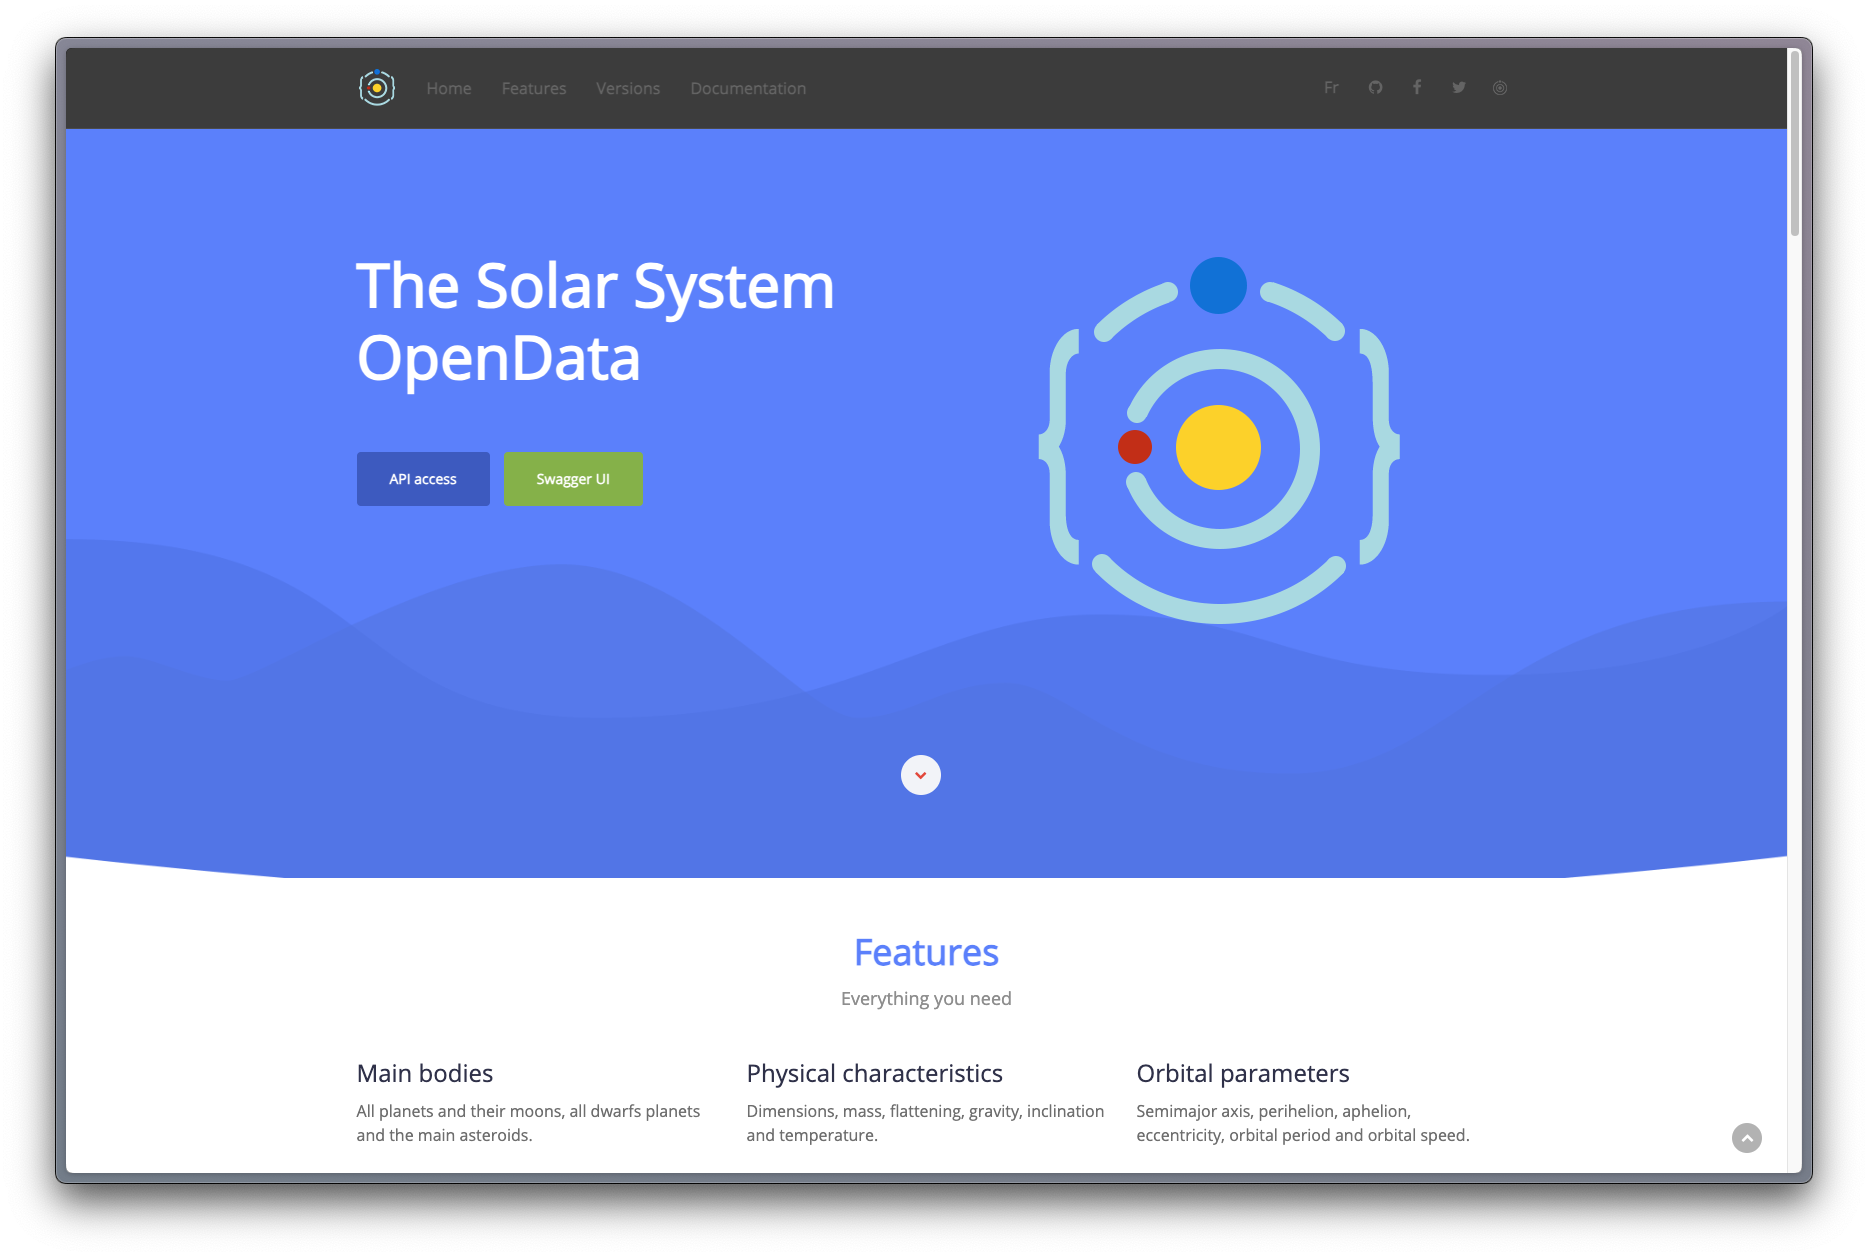 Home Features Versions Documentation Fr
The Solar System
OpenData
API access Swagger UI
Features
Everything you need
Main bodies
All planets and their moons, all dwarfs planets
and the main asteroids.
Physical characteristics
Dimensions, mass, flattening, gravity, inclination
and temperature.
Orbital parameters
Semimajor axis, perihelion, aphelion,
eccentricity, orbital period and orbital speed.